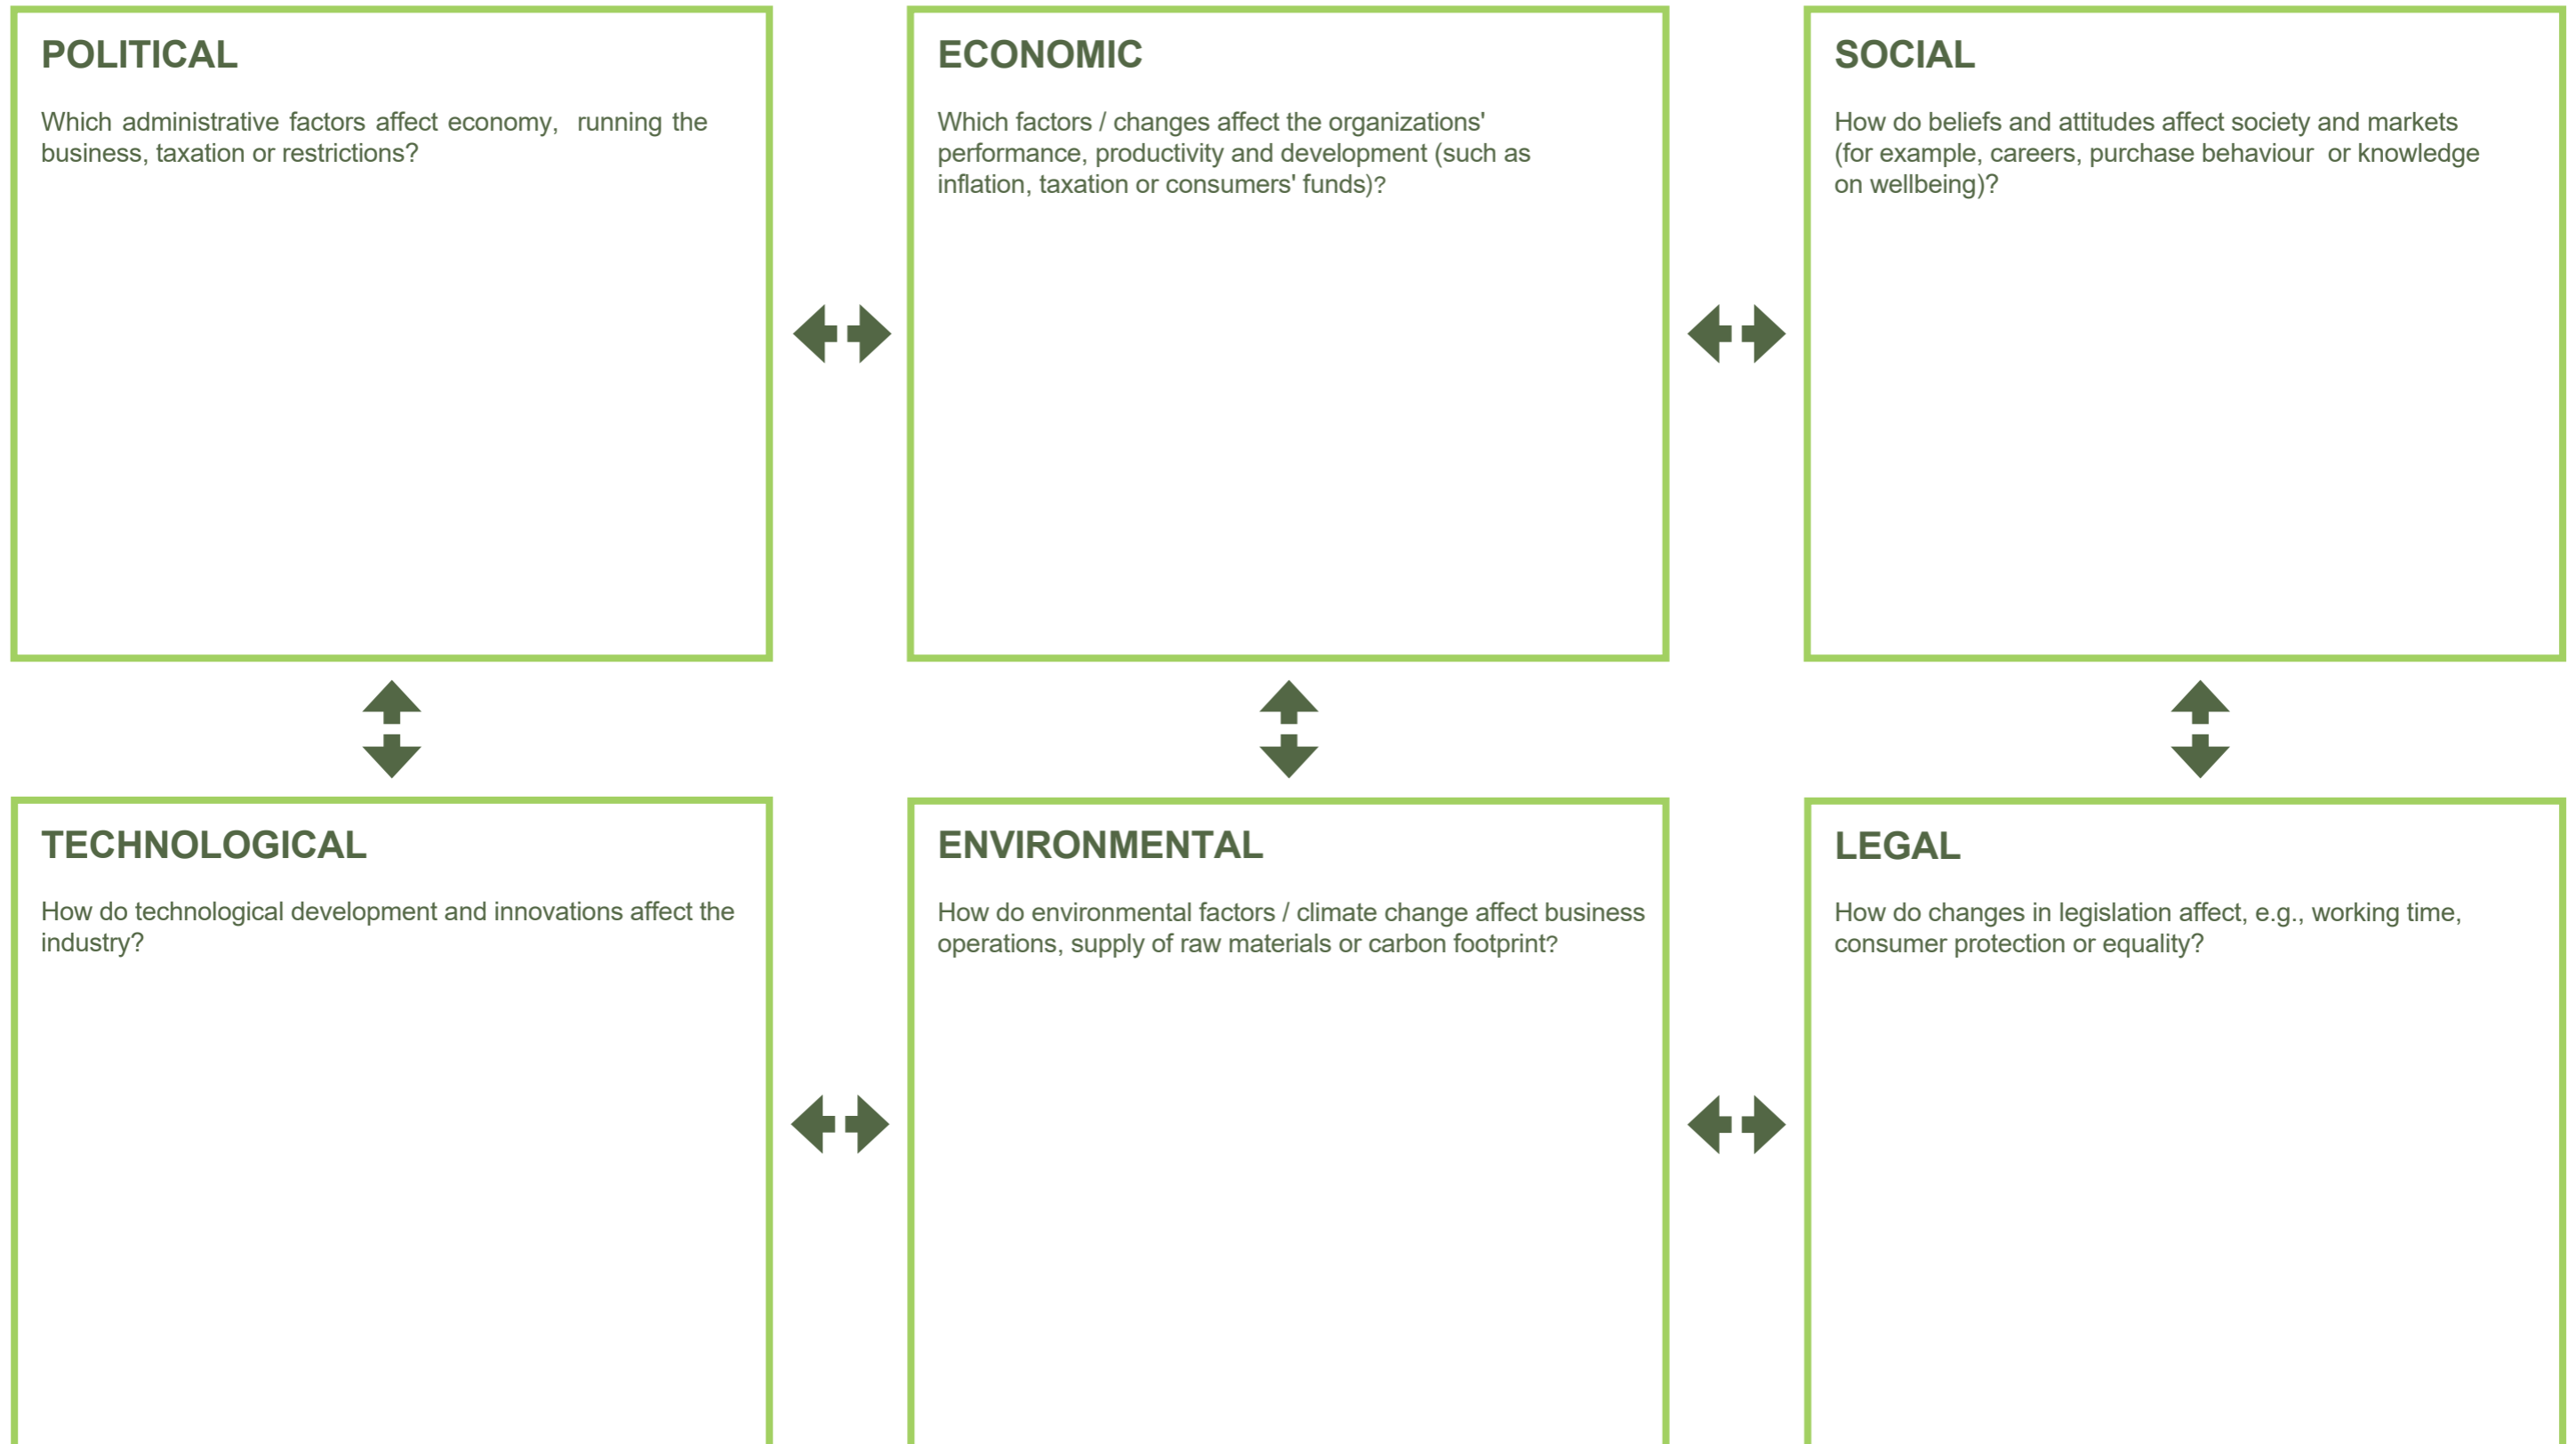 POLITICAL
Which administrative factors affect economy,  running the
business, taxation or restrictions?
ECONOMIC
Which factors / changes affect the organizations'
performance, productivity and development (such as
inflation, taxation or consumers' funds)?
SOCIAL
How do beliefs and attitudes affect society and markets
(for example, careers, purchase behaviour  or knowledge
on wellbeing)?
TECHNOLOGICAL
How do technological development and innovations affect the
industry?
ENVIRONMENTAL
How do environmental factors / climate change affect business
operations, supply of raw materials or carbon footprint?
LEGAL
How do changes in legislation affect, e.g., working time,
consumer protection or equality?